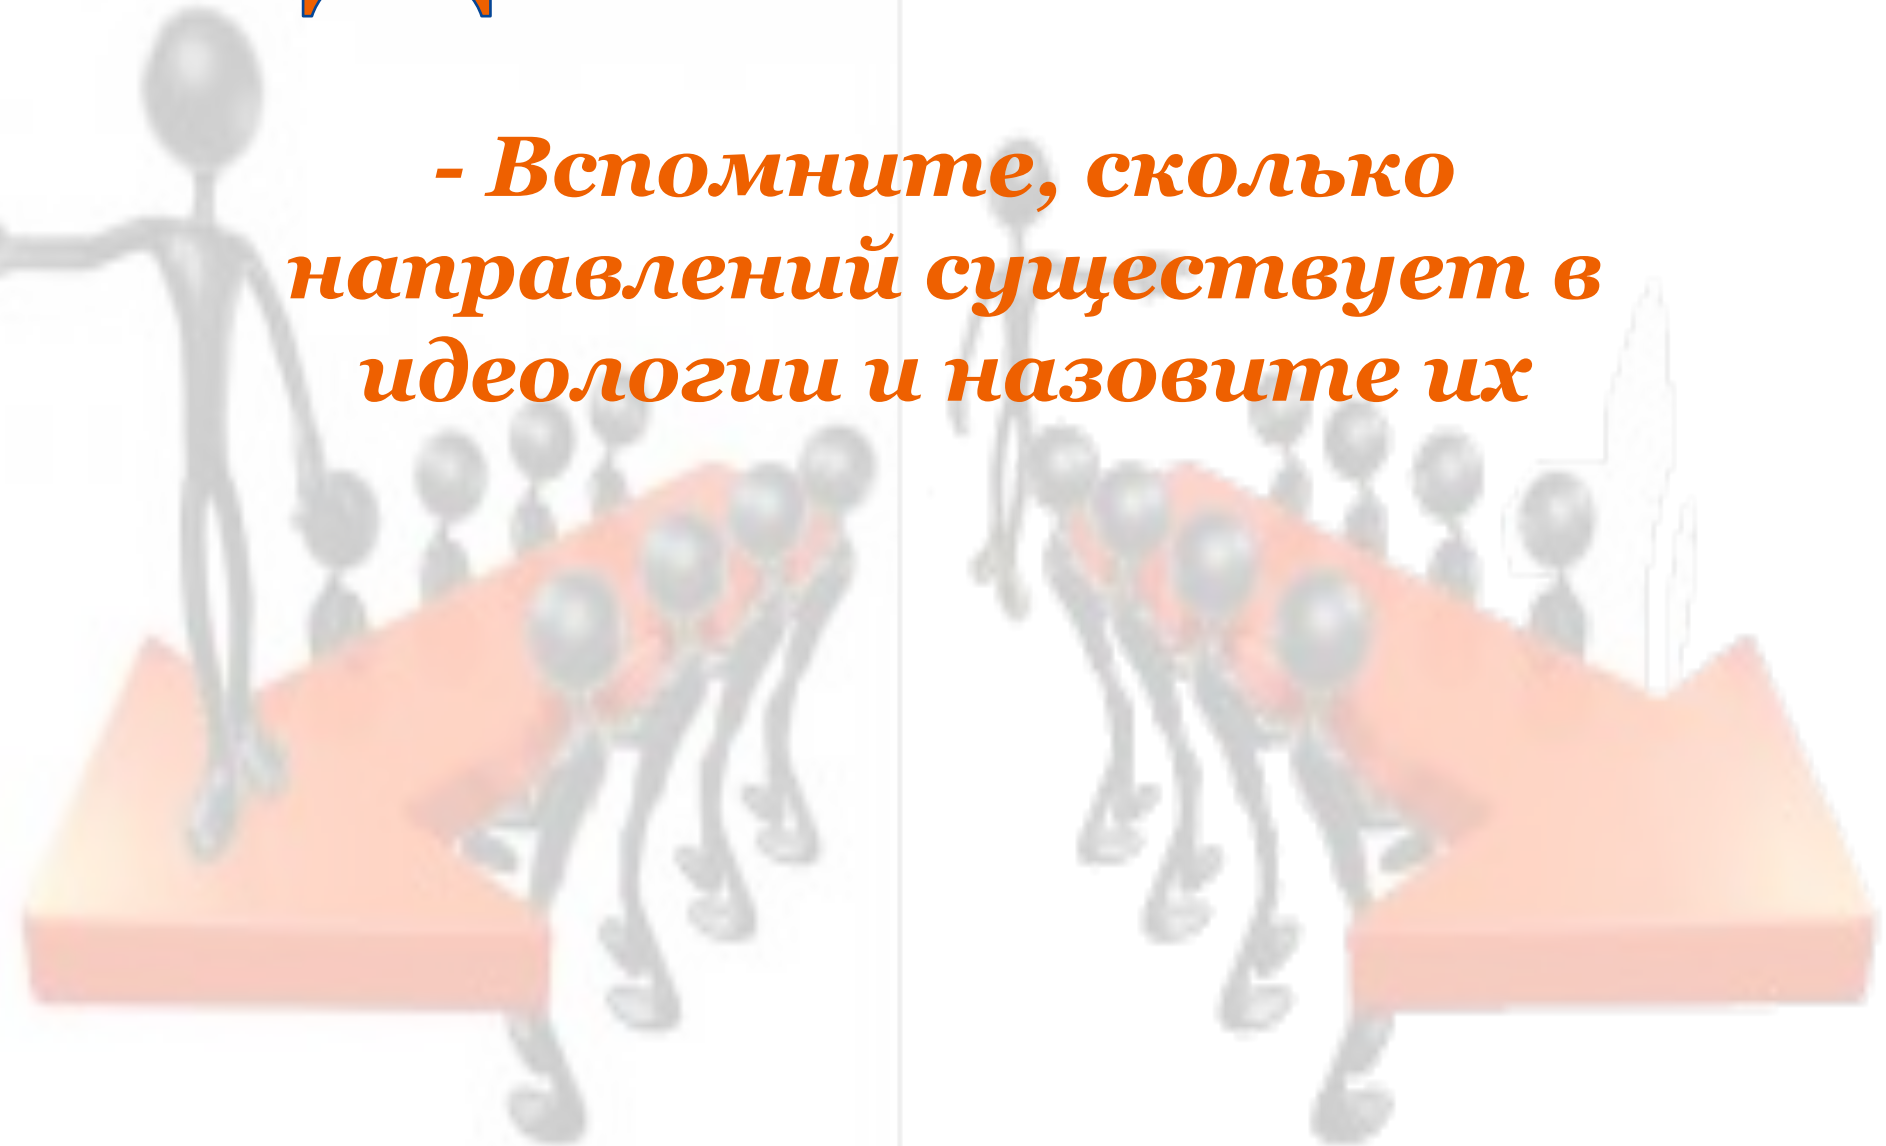 - Вспомните, сколько
направлений существует в
идеологии и назовите их